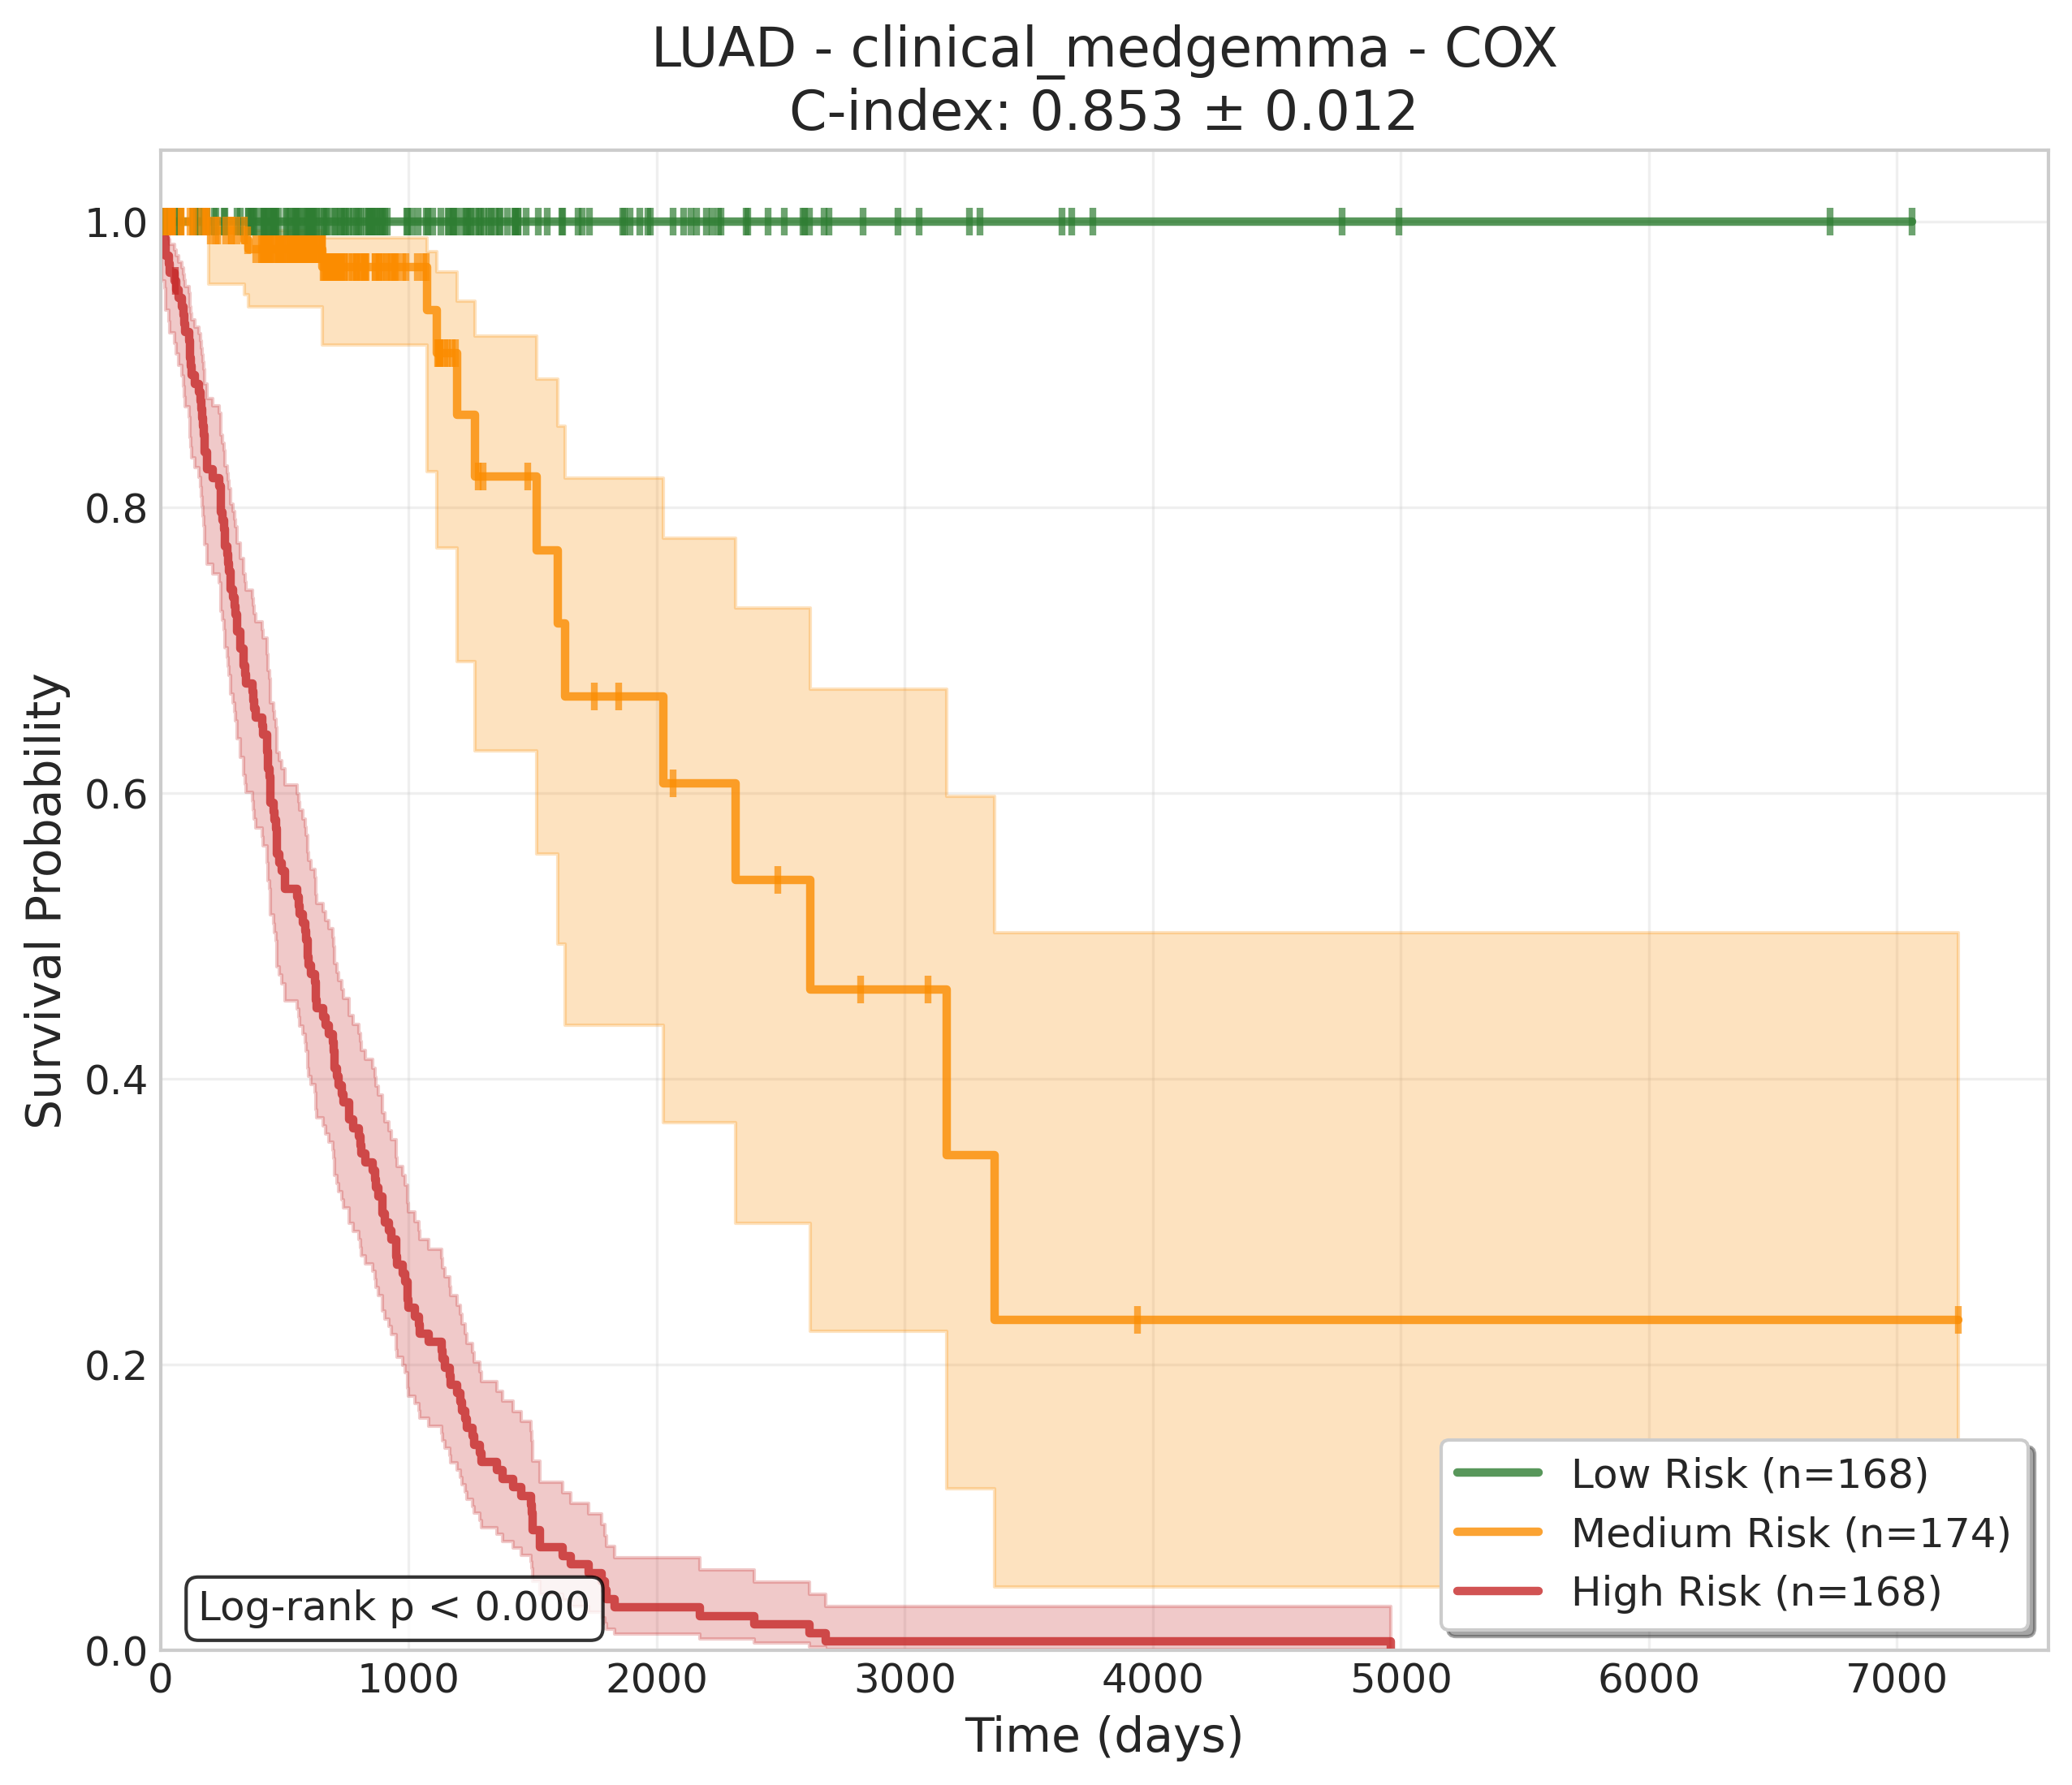 LUAD - clinical_medgemma - COX
C-index: 0.853 ± 0.012
Survival Probability
1.0
0.8
0.6
0.4
0.2
0.0
Log-rank p < 0.000
Low Risk (n=168)
Medium Risk (n=174)
High Risk (n=168)
0 1000 2000 3000 4000 5000 6000 7000
Time (days)